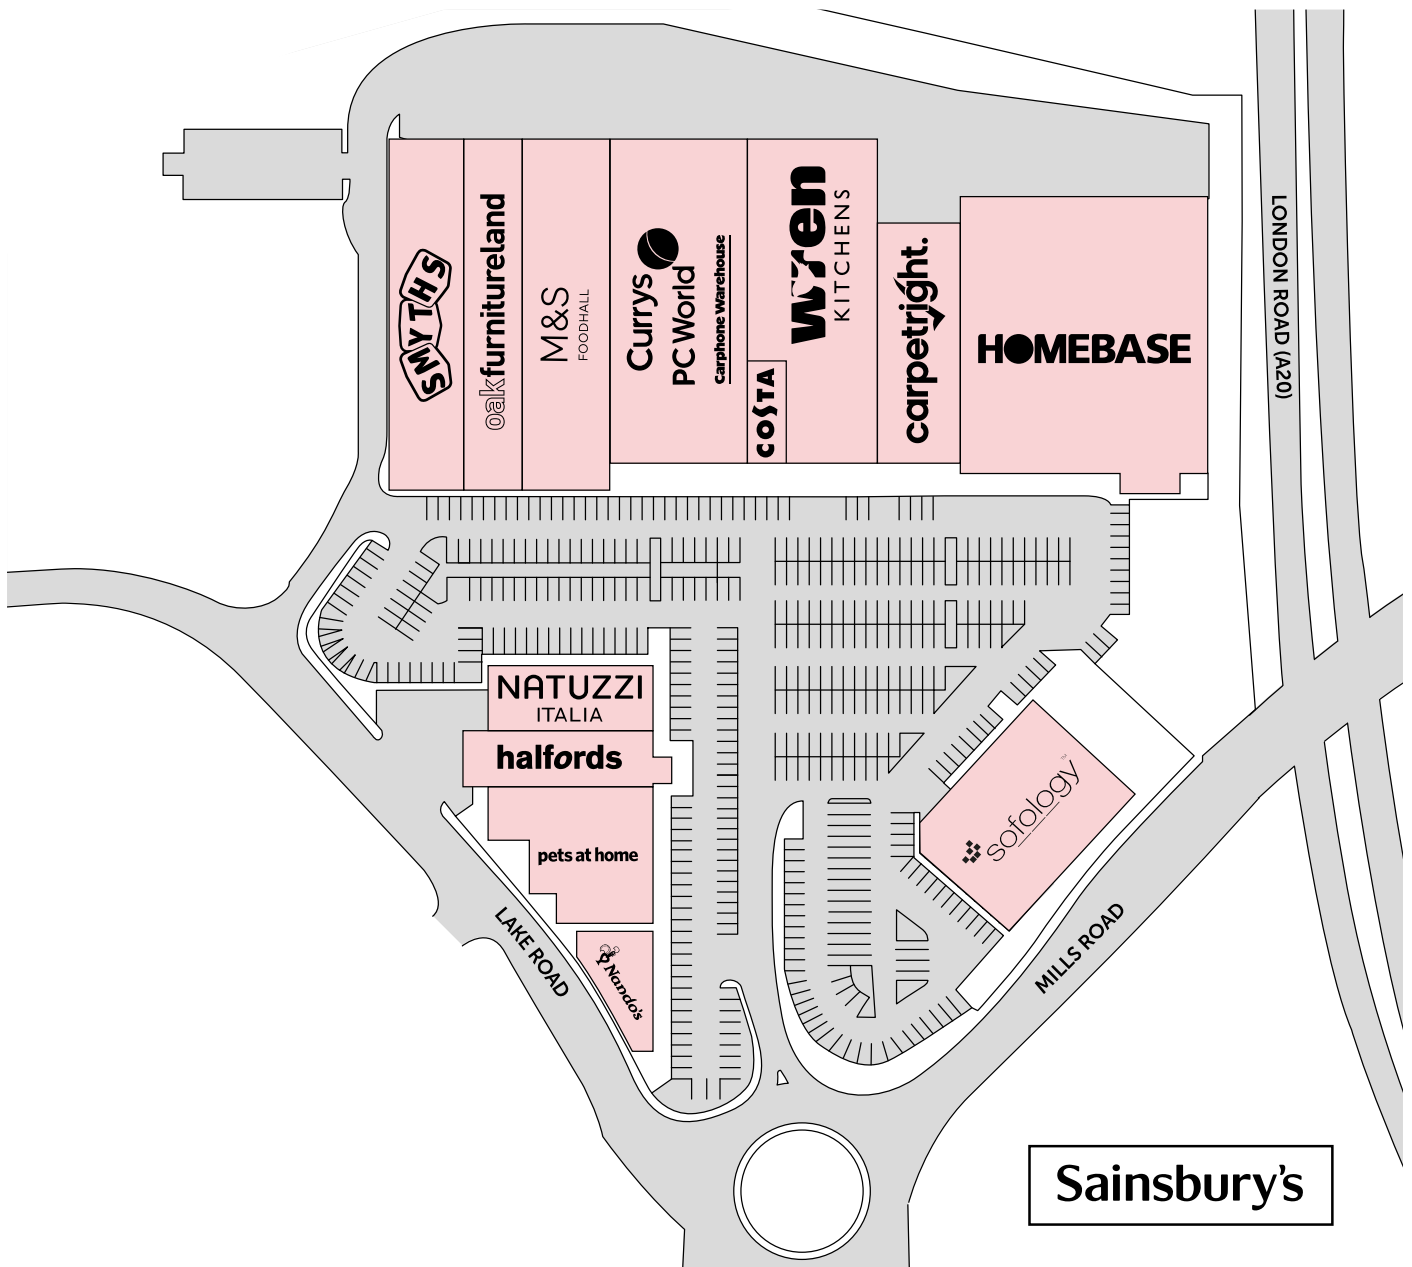 SMYTHS
oakfurnitureland
M&S
FOODHALL
Currys
PC World
Carphone Warehouse
COSTA
wren
KITCHENS
carpetright.
HOMEBASE
LONDON ROAD (A20)
NATUZZI
ITALIA
halfords
pets at home
Nando's
LAKE ROAD
sofology™
MILLS ROAD
Sainsbury's